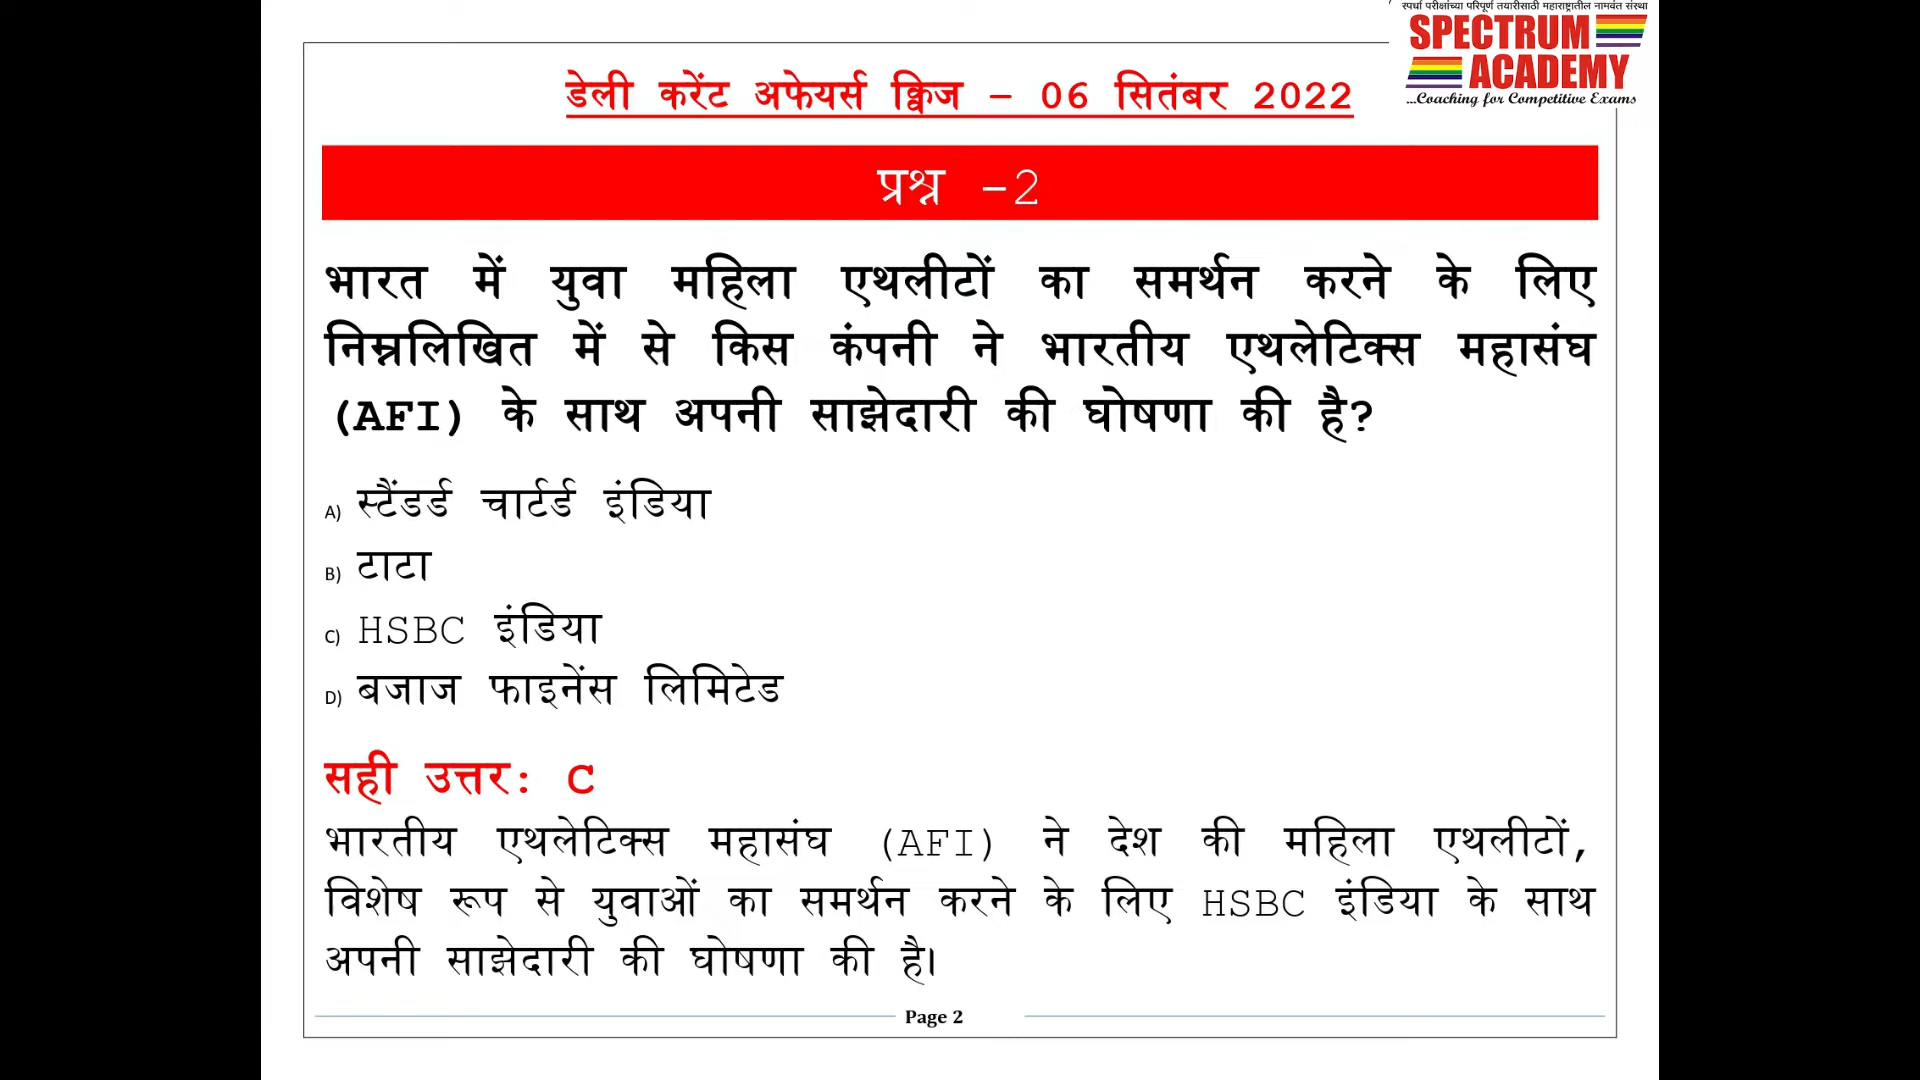 स्पर्धा परीक्षांच्या परिपूर्ण तयारीसाठी महाराष्ट्रातील नामवंत संस्था
SPECTRUM
ACADEMY
...Coaching for Competitive Exams
डेली करेंट अफेयर्स क्विज – 06 सितंबर 2022
प्रश्न -2
भारत में युवा महिला एथलीटों का समर्थन करने के लिए
निम्नलिखित में से किस कंपनी ने भारतीय एथलेटिक्स महासंघ
(AFI) के साथ अपनी साझेदारी की घोषणा की है?
A) स्टैंडर्ड चार्टर्ड इंडिया
B) टाटा
C) HSBC इंडिया
D) बजाज फाइनेंस लिमिटेड
सही उत्तर: C
भारतीय एथलेटिक्स महासंघ (AFI) ने देश की महिला एथलीटों,
विशेष रूप से युवाओं का समर्थन करने के लिए HSBC इंडिया के साथ
अपनी साझेदारी की घोषणा की है।
Page 2